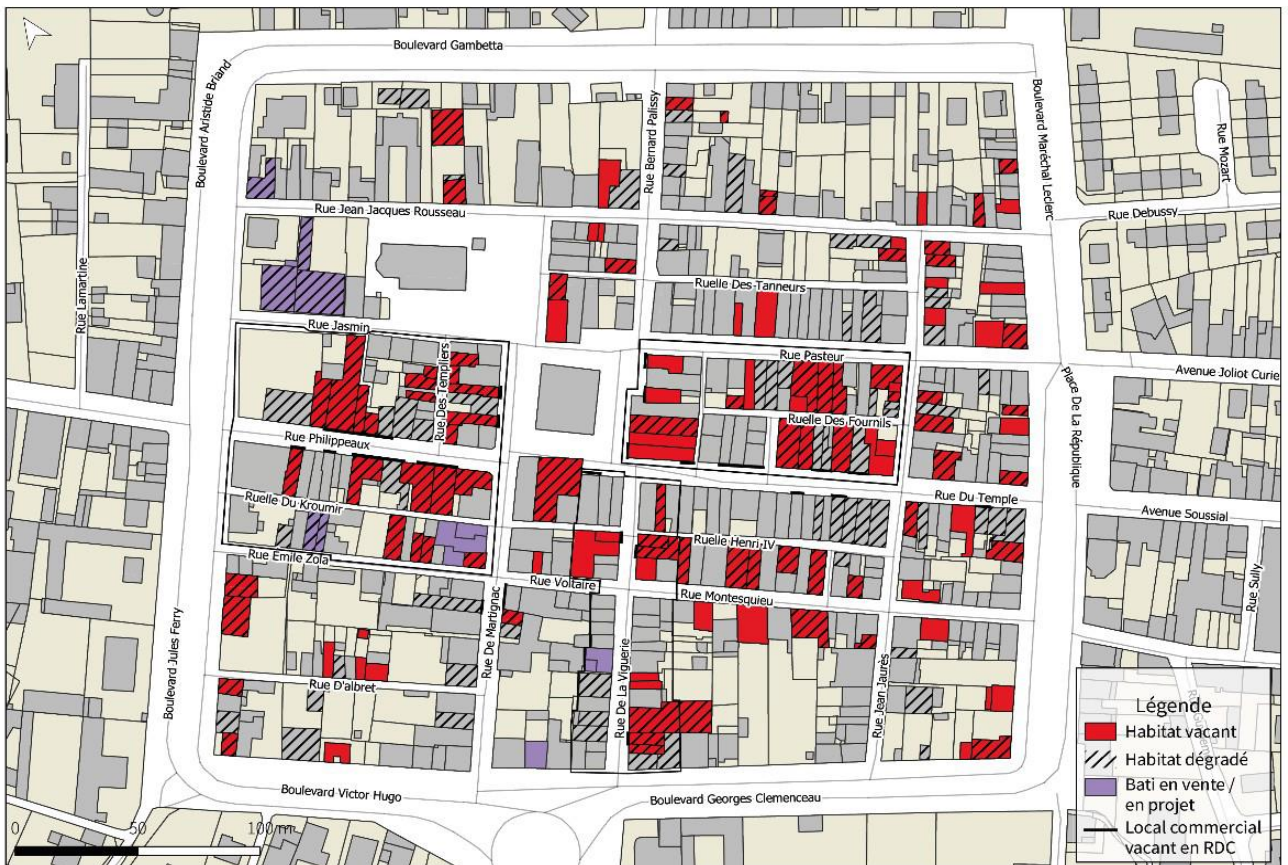 Boulevard Gambetta
Boulevard Aristide Briand
Rue Bernard Palissy
Boulevard Maréchal Leclerc
Rue Mozart
Rue Jean Jacques Rousseau
Rue Debussy
Rue Lamartine
Ruelle Des Tanneurs
Rue Jasmin
Rue Des Templiers
Rue Pasteur
Avenue Joliot Curie
Place De La République
Ruelle Des Fournils
Rue Philippeaux
Rue Du Temple
Ruelle Du Kroumir
Avenue Soussial
Ruelle Henri IV
Rue Emile Zola
Rue Voltaire
Rue Montesquieu
Rue Sully
Rue De Martignac
Boulevard Jules Ferry
Rue De La Viguerie
Rue D'albret
Rue Jean Jaurès
Légende
Habitat vacant
Habitat dégradé
Bati en vente /
en projet
Local commercial
vacant en RDC
Boulevard Victor Hugo
Boulevard Georges Clemenceau
0 50 100 m